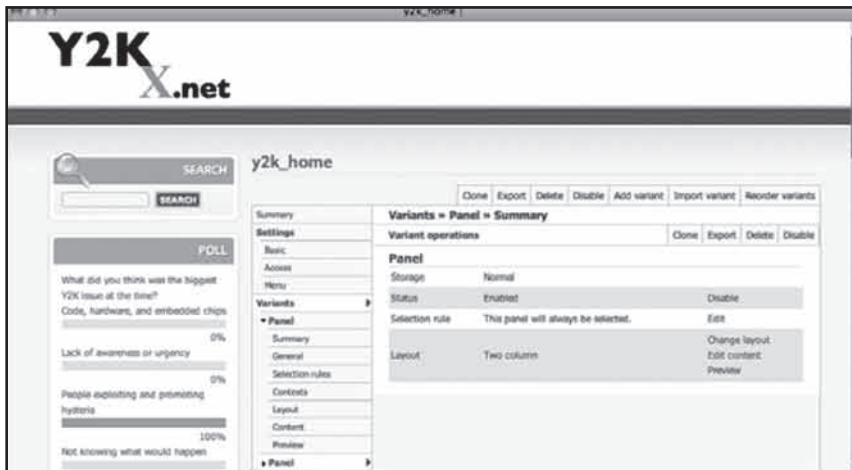 y2k_home
Y2K
X.net
SEARCH
SEARCH
POLL
What did you think was the biggest
Y2K issue at the time?
Code, hardware, and embedded chips
0%
Lack of awareness or urgency
0%
People exploiting and promoting
hysteria
100%
Not knowing what would happen
y2k_home
Clone Export Delete Disable Add variant Import variant Reorder variants
Summary
Settings
Basic
Access
Menu
Variants
Panel
Summary
General
Selection rules
Contexts
Layout
Content
Preview
Panel
Variants » Panel » Summary
Variant operations Clone Export Delete Disable
Panel
Storage Normal
Status Enabled Disable
Selection rule This panel will always be selected. Edit
Layout Two column Change layout
Edit content
Preview